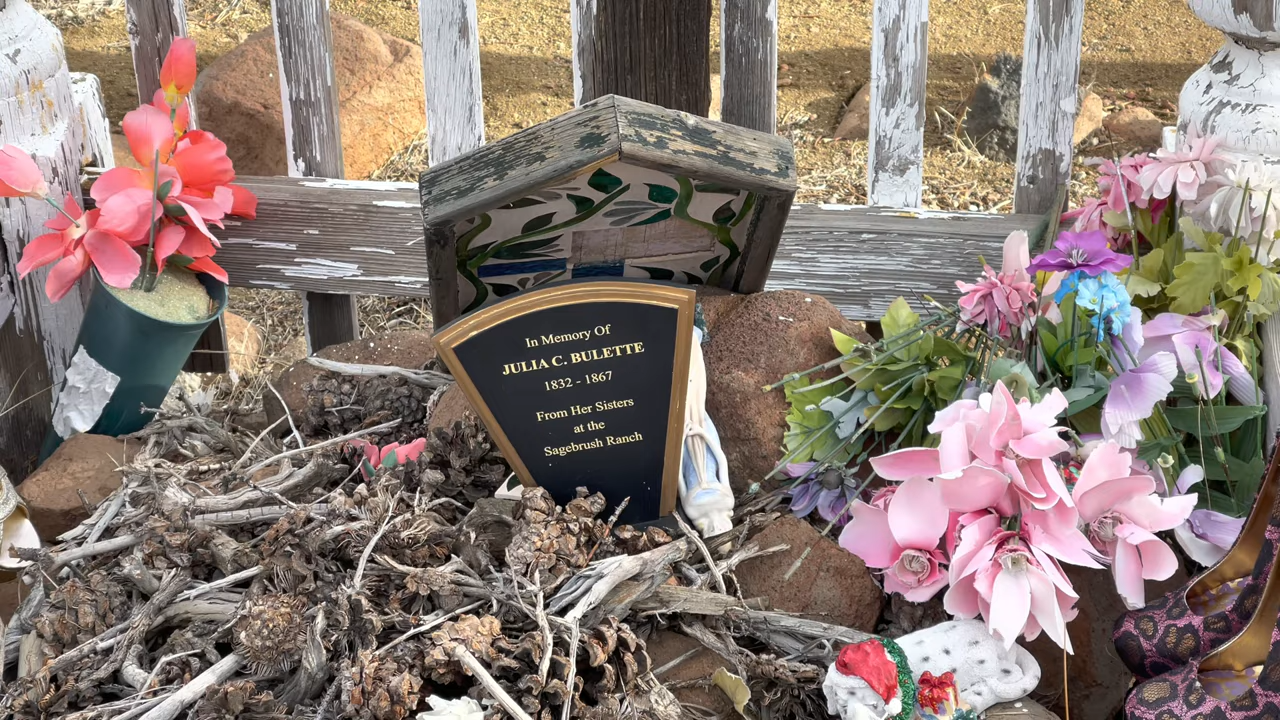 In Memory Of
JULIA C. BULETTE
1832 - 1867
From Her Sisters
at the
Sagebrush Ranch